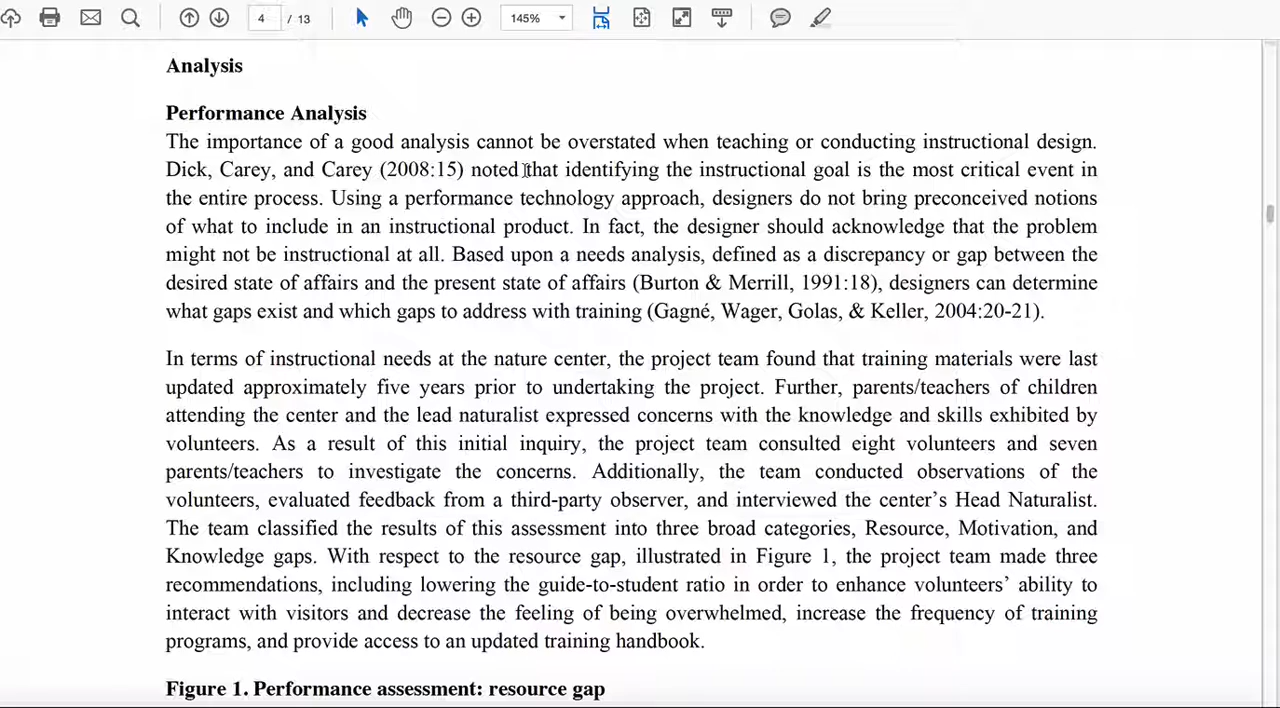 4 / 13
145%
Analysis
Performance Analysis
The importance of a good analysis cannot be overstated when teaching or conducting instructional design.
Dick, Carey, and Carey (2008:15) noted that identifying the instructional goal is the most critical event in
the entire process. Using a performance technology approach, designers do not bring preconceived notions
of what to include in an instructional product. In fact, the designer should acknowledge that the problem
might not be instructional at all. Based upon a needs analysis, defined as a discrepancy or gap between the
desired state of affairs and the present state of affairs (Burton & Merrill, 1991:18), designers can determine
what gaps exist and which gaps to address with training (Gagné, Wager, Golas, & Keller, 2004:20-21).
In terms of instructional needs at the nature center, the project team found that training materials were last
updated approximately five years prior to undertaking the project. Further, parents/teachers of children
attending the center and the lead naturalist expressed concerns with the knowledge and skills exhibited by
volunteers. As a result of this initial inquiry, the project team consulted eight volunteers and seven
parents/teachers to investigate the concerns. Additionally, the team conducted observations of the
volunteers, evaluated feedback from a third-party observer, and interviewed the center’s Head Naturalist.
The team classified the results of this assessment into three broad categories, Resource, Motivation, and
Knowledge gaps. With respect to the resource gap, illustrated in Figure 1, the project team made three
recommendations, including lowering the guide-to-student ratio in order to enhance volunteers’ ability to
interact with visitors and decrease the feeling of being overwhelmed, increase the frequency of training
programs, and provide access to an updated training handbook.
Figure 1. Performance assessment: resource gap